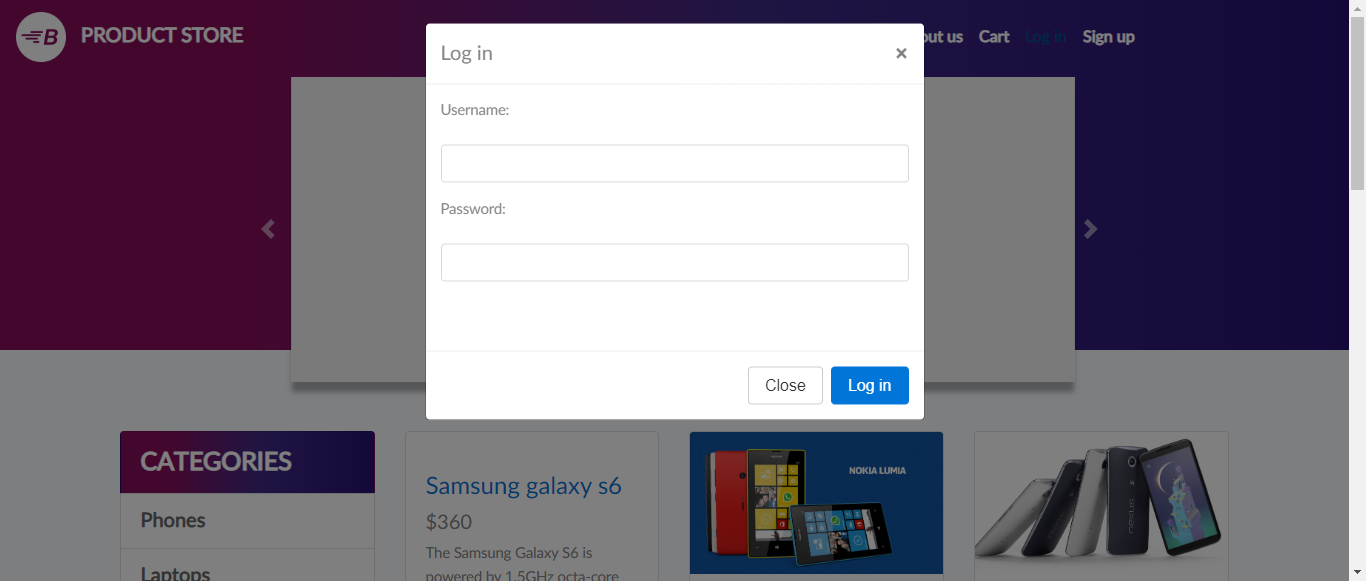 B PRODUCT STORE
out us Cart Log in Sign up
Log in ×
Username:
Password:
Close Log in
CATEGORIES
Phones
Laptops
Samsung galaxy s6
$360
The Samsung Galaxy S6 is
powered by 1.5GHz octa-core
NOKIA LUMIA
nexus